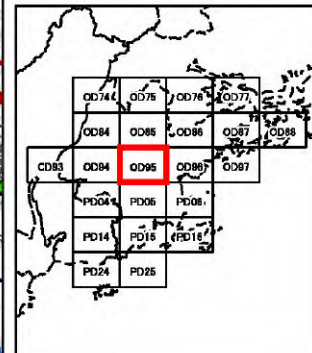 OD74 OD75 OD76 OD77
OD84 OD85 OD86 OD87 OD88
CD93 OD94 OD95 OD96 OD97
PD04 PD05 PD06
PD14 PD15 PD16
PD24 PD25